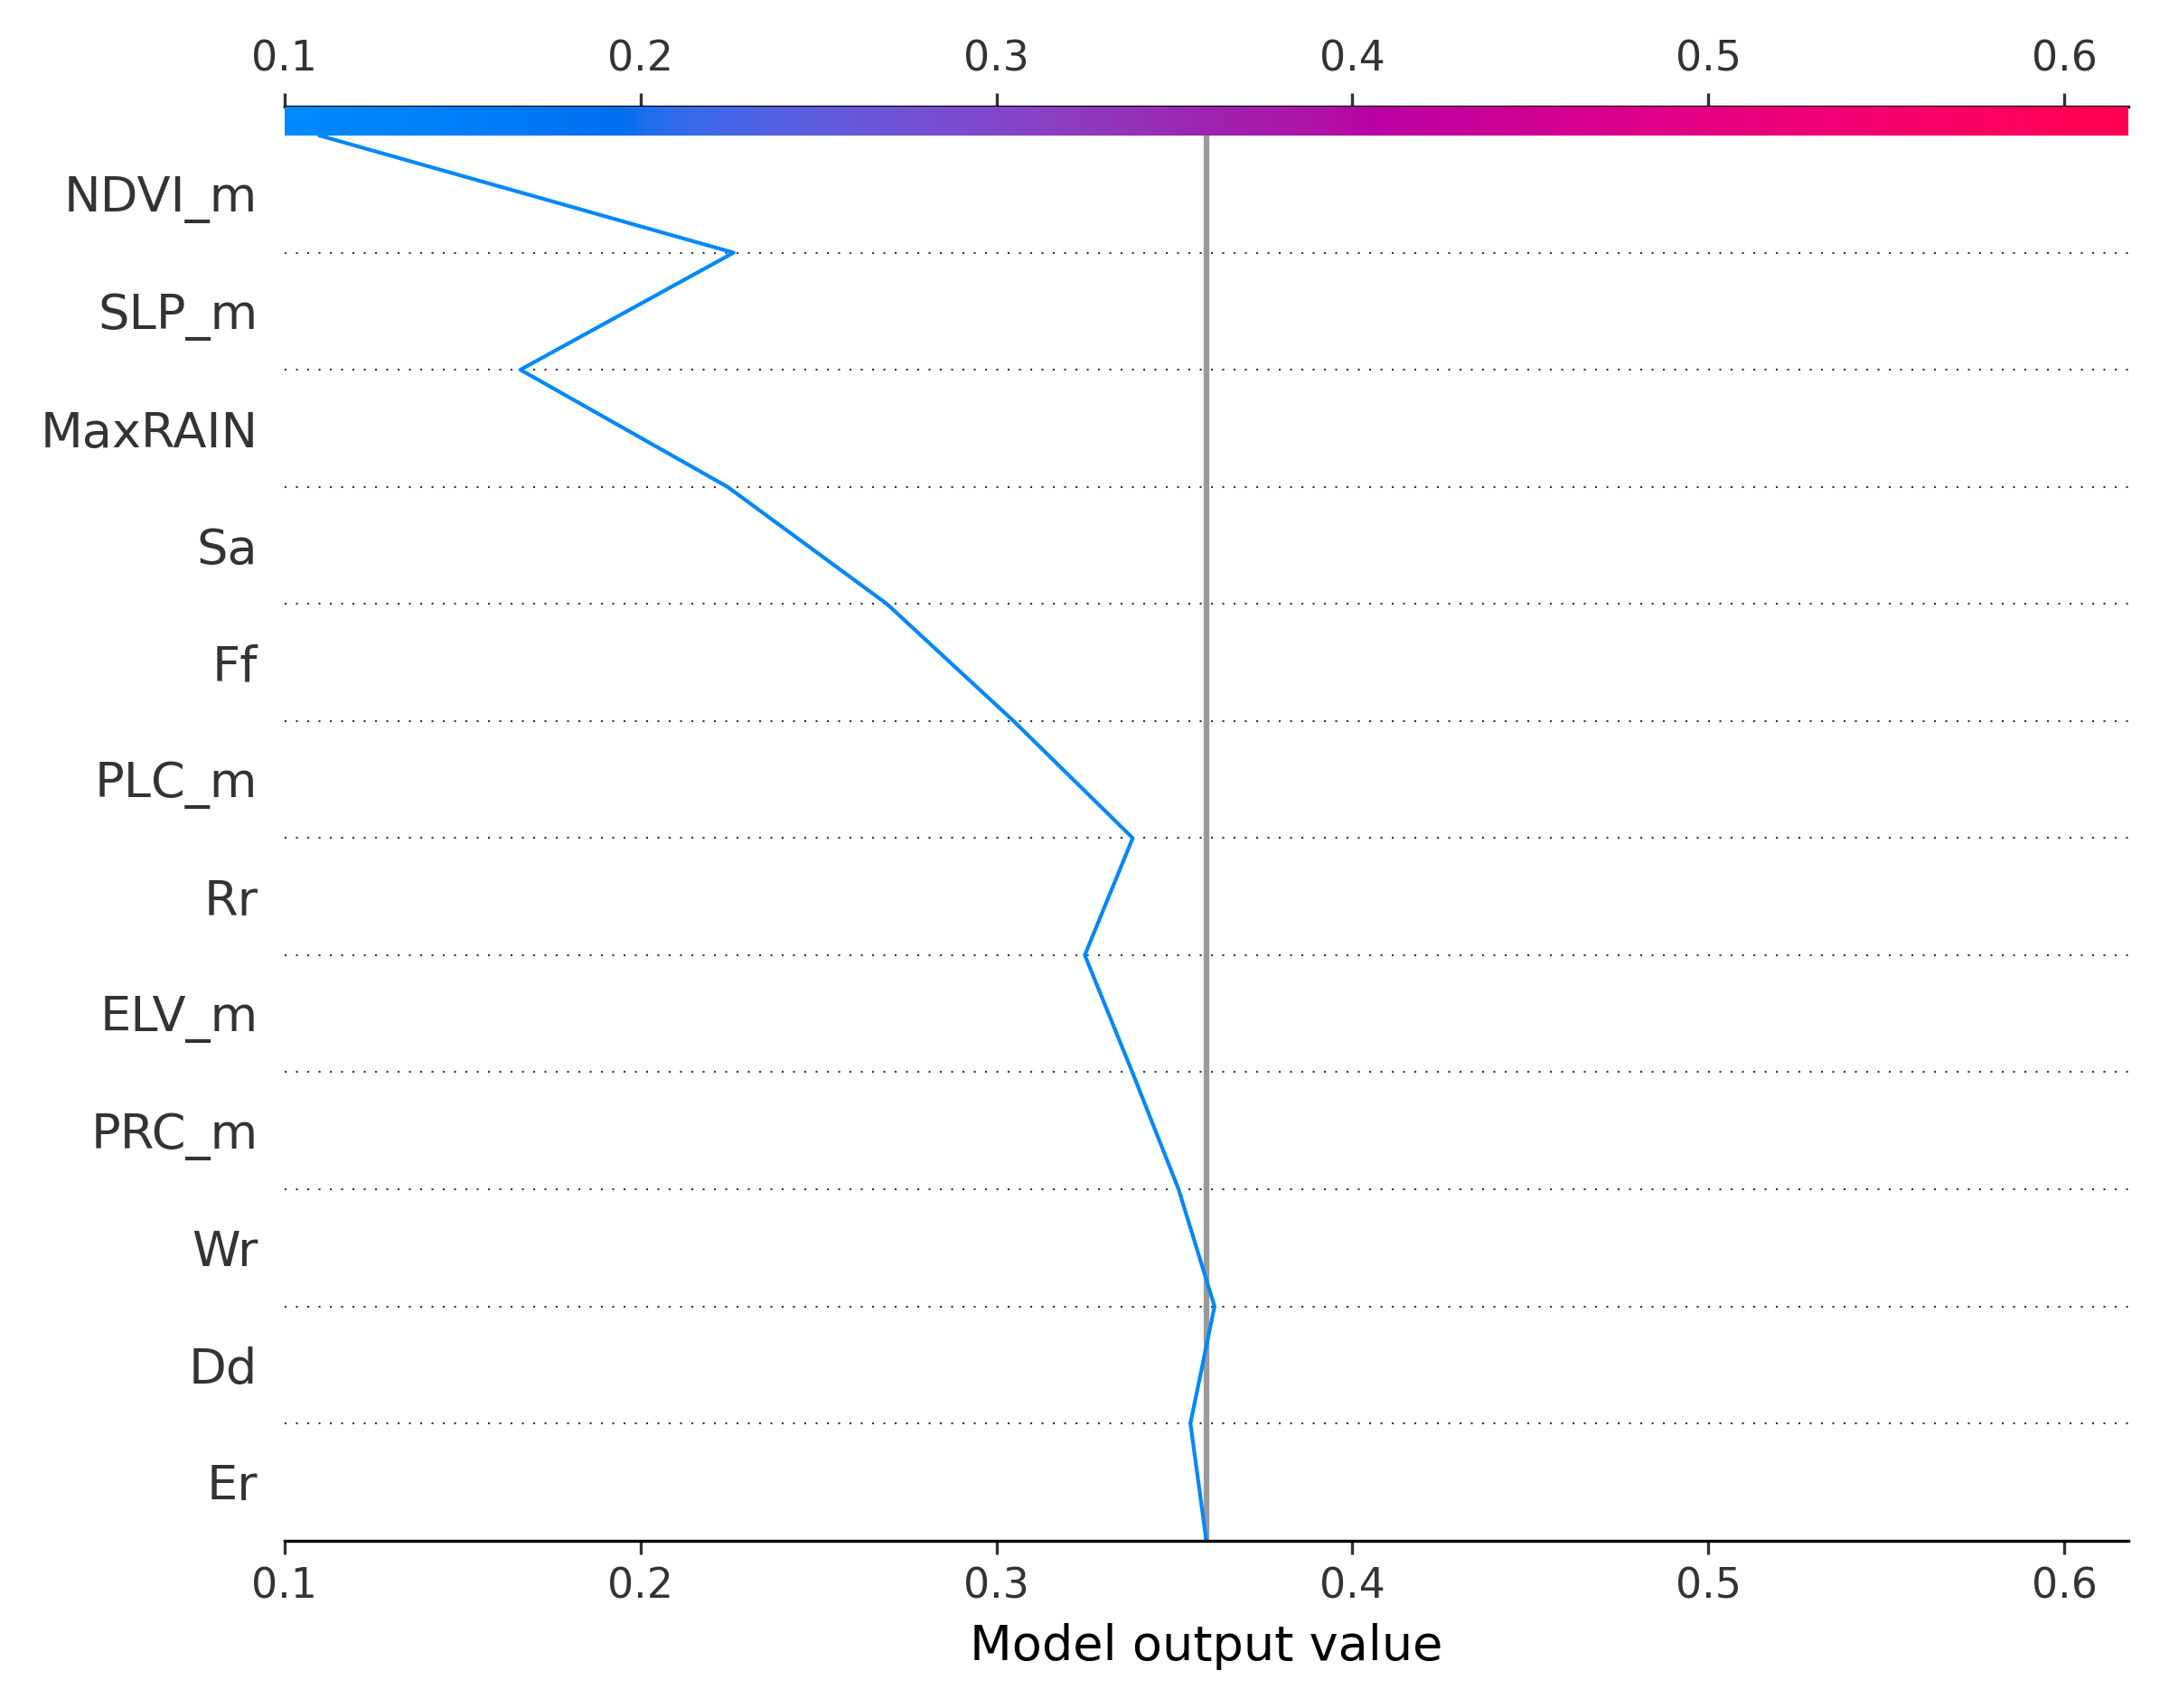 0.1 0.2 0.3 0.4 0.5 0.6
NDVI_m
SLP_m
MaxRAIN
Sa
Ff
PLC_m
Rr
ELV_m
PRC_m
Wr
Dd
Er
0.1 0.2 0.3 0.4 0.5 0.6
Model output value